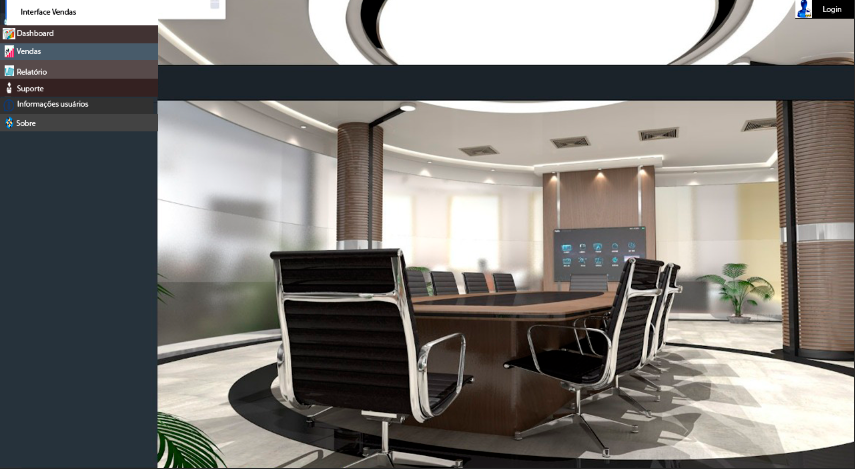 Interface Vendas
Login
Dashboard
Vendas
Relatório
Suporte
Informações usuários
Sobre